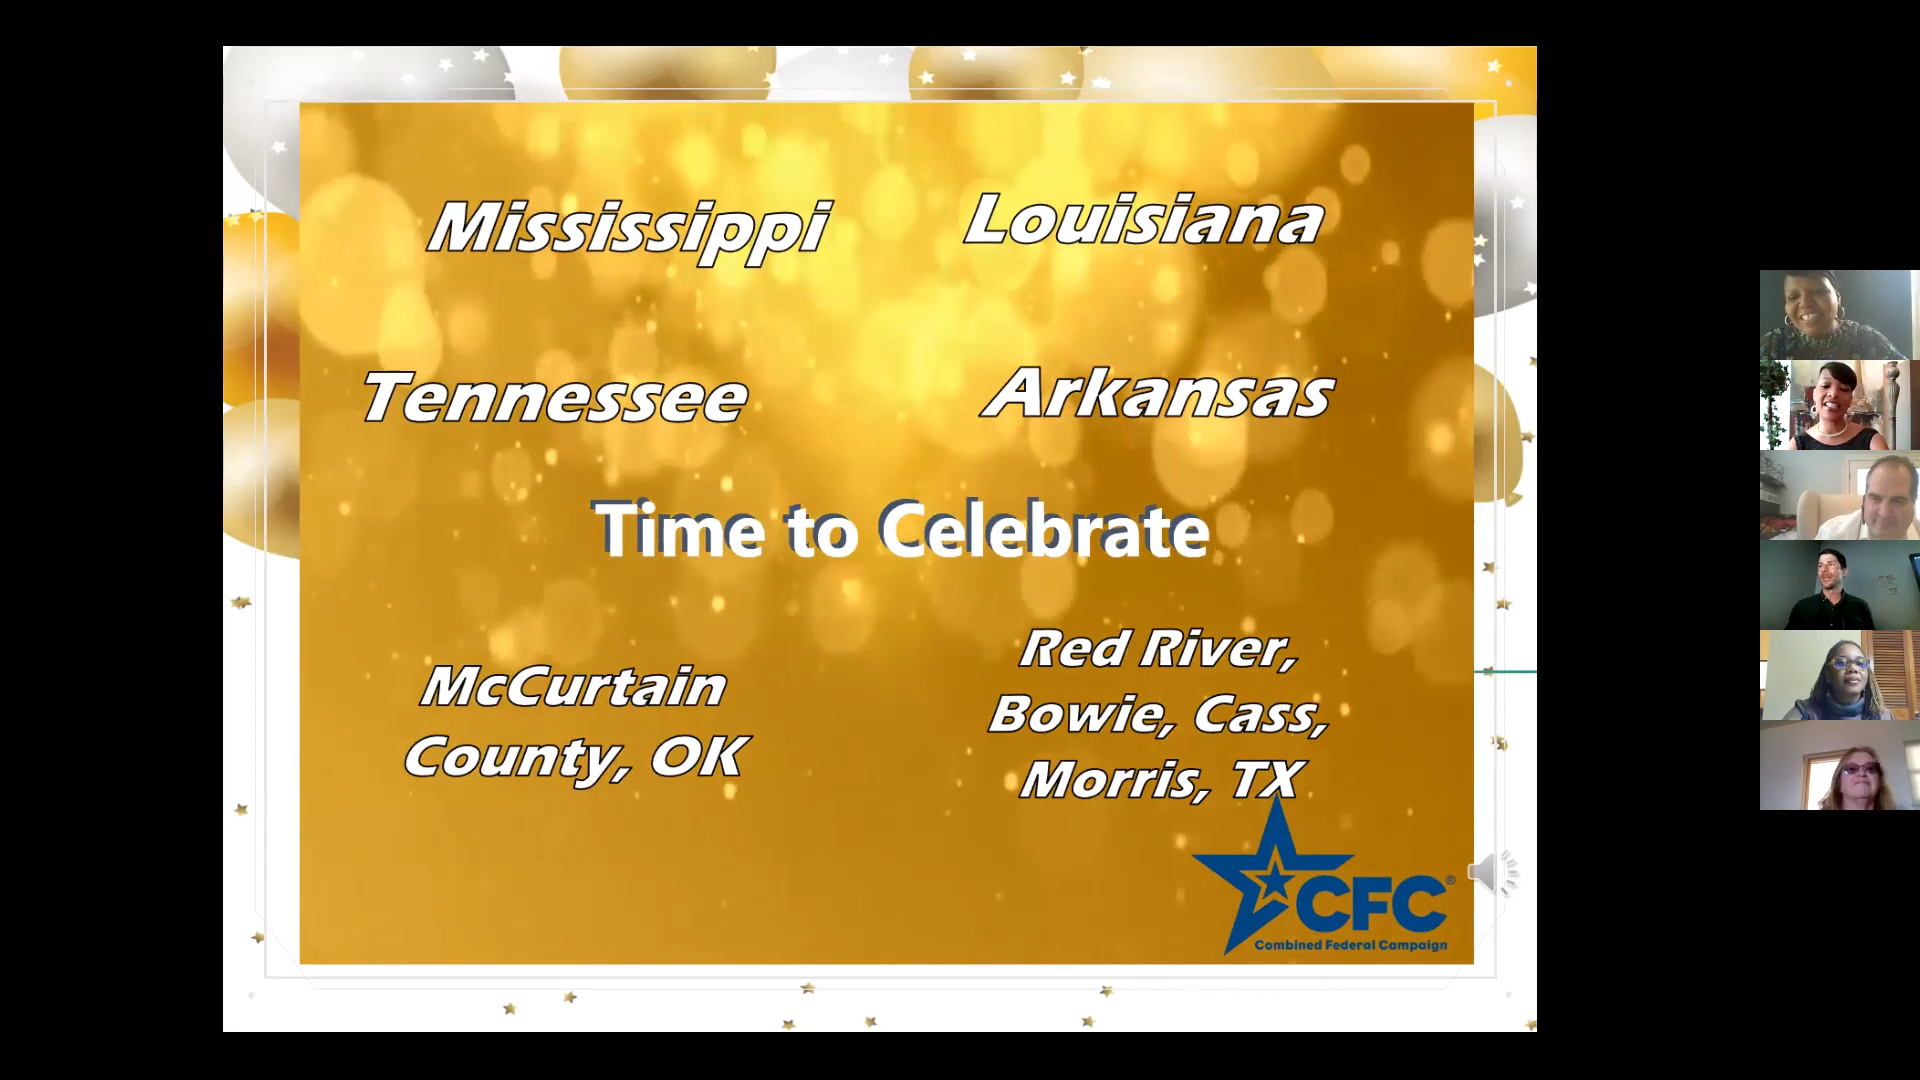 Mississippi
Louisiana
Tennessee
Arkansas
Time to Celebrate
McCurtain
County, OK
Red River,
Bowie, Cass,
Morris, TX
CFC®
Combined Federal Campaign